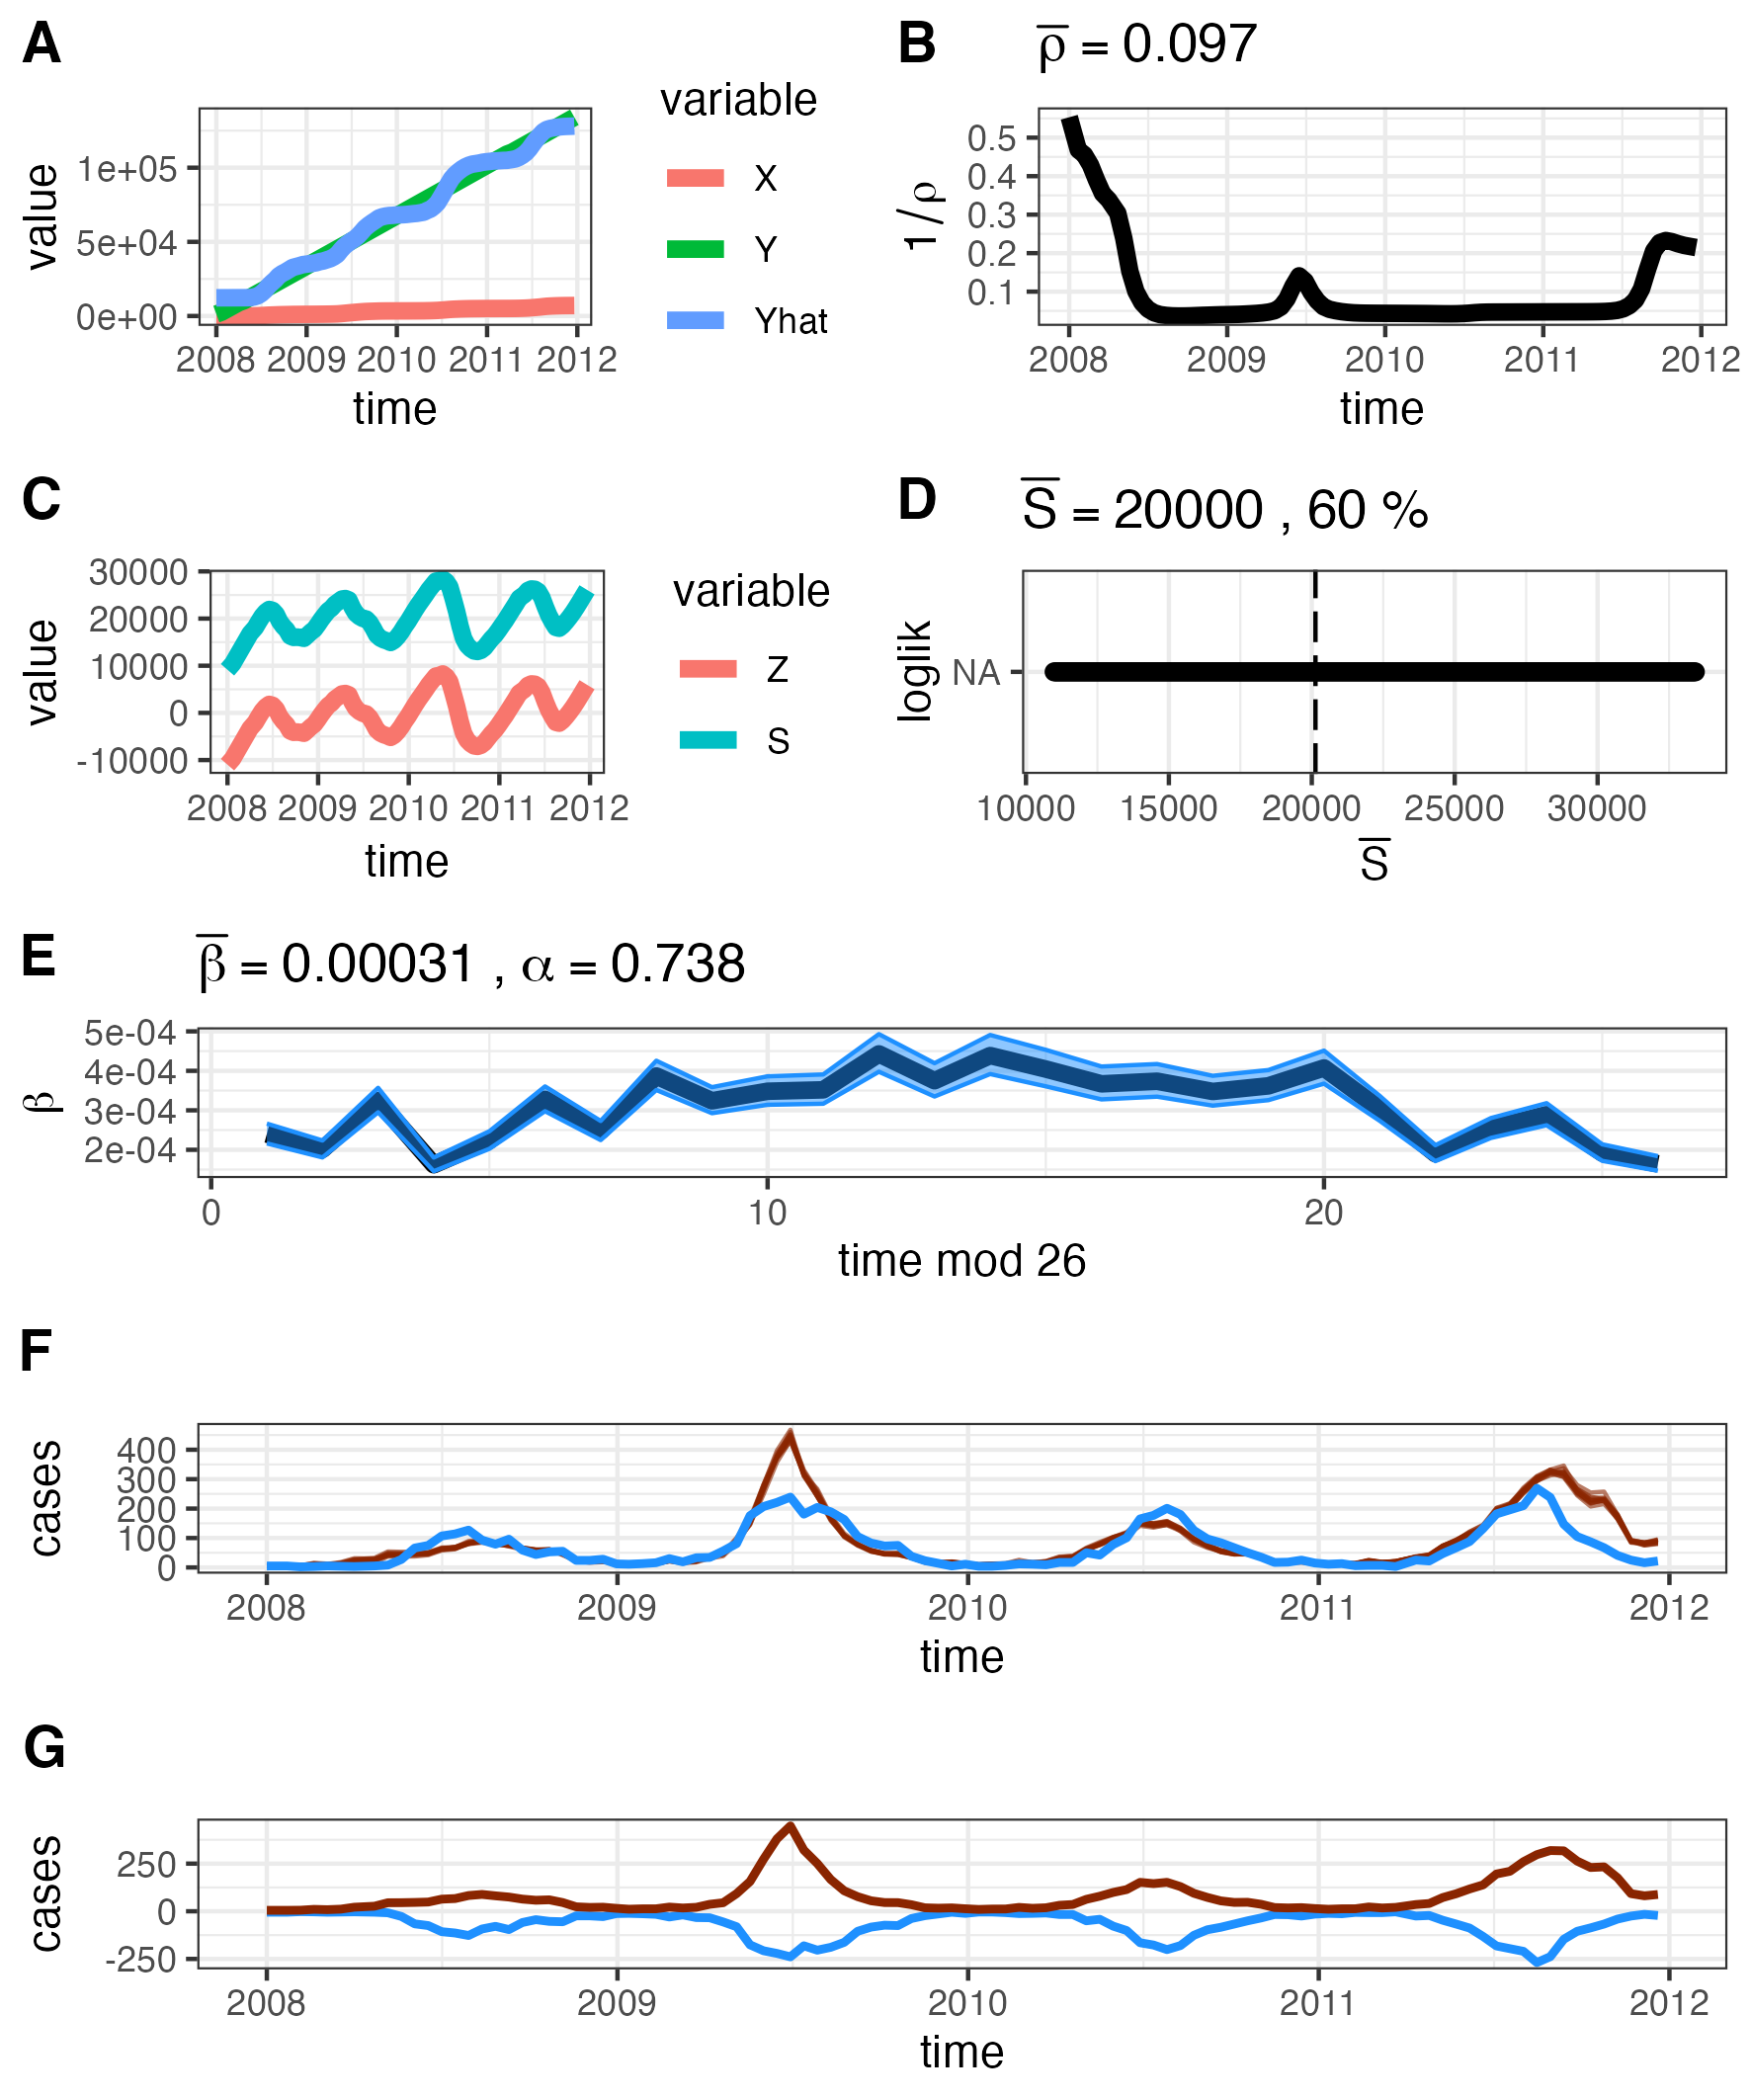 A
variable
value
1e+05
5e+04
0e+00
X
Y
Yhat
2008 2009 2010 2011 2012
time
B
ρ̅ = 0.097
1/ρ
0.5
0.4
0.3
0.2
0.1
2008 2009 2010 2011 2012
time
C
variable
value
30000
20000
10000
0
-10000
Z
S
2008 2009 2010 2011 2012
time
D
S̅ = 20000 , 60 %
loglik
NA
10000 15000 20000 25000 30000
S̅
E
β̅ = 0.00031 , α = 0.738
β
5e-04
4e-04
3e-04
2e-04
0 10 20
time mod 26
F
cases
400
300
200
100
0
2008 2009 2010 2011 2012
time
G
cases
250
0
-250
2008 2009 2010 2011 2012
time